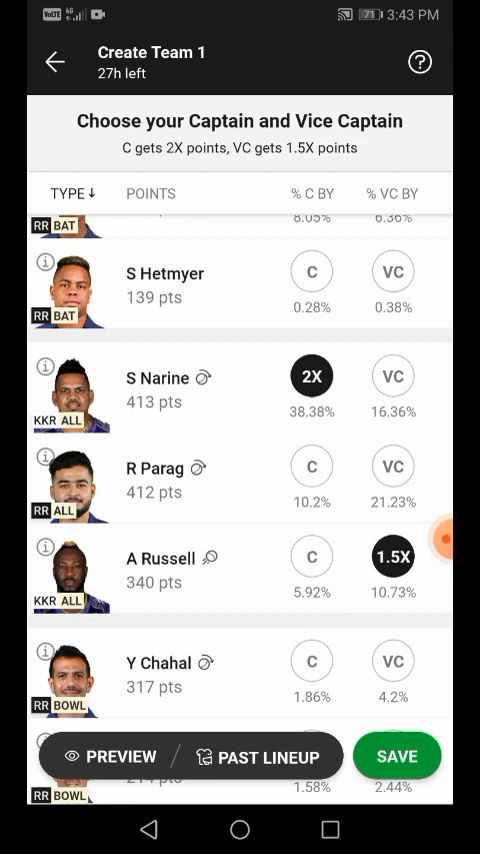 VoLTE 4G 71 3:43 PM
Create Team 1
27h left
Choose your Captain and Vice Captain
C gets 2X points, VC gets 1.5X points
TYPE↓ POINTS % C BY % VC BY
RR BAT 8.05% 6.36%
S Hetmyer C VC
139 pts
RR BAT 0.28% 0.38%
S Narine 2X VC
413 pts
KKR ALL 38.38% 16.36%
R Parag C VC
412 pts
RR ALL 10.2% 21.23%
A Russell C 1.5X
340 pts
KKR ALL 5.92% 10.73%
Y Chahal C VC
317 pts
RR BOWL 1.86% 4.2%
PREVIEW / PAST LINEUP SAVE
pts
RR BOWL 1.58% 2.44%